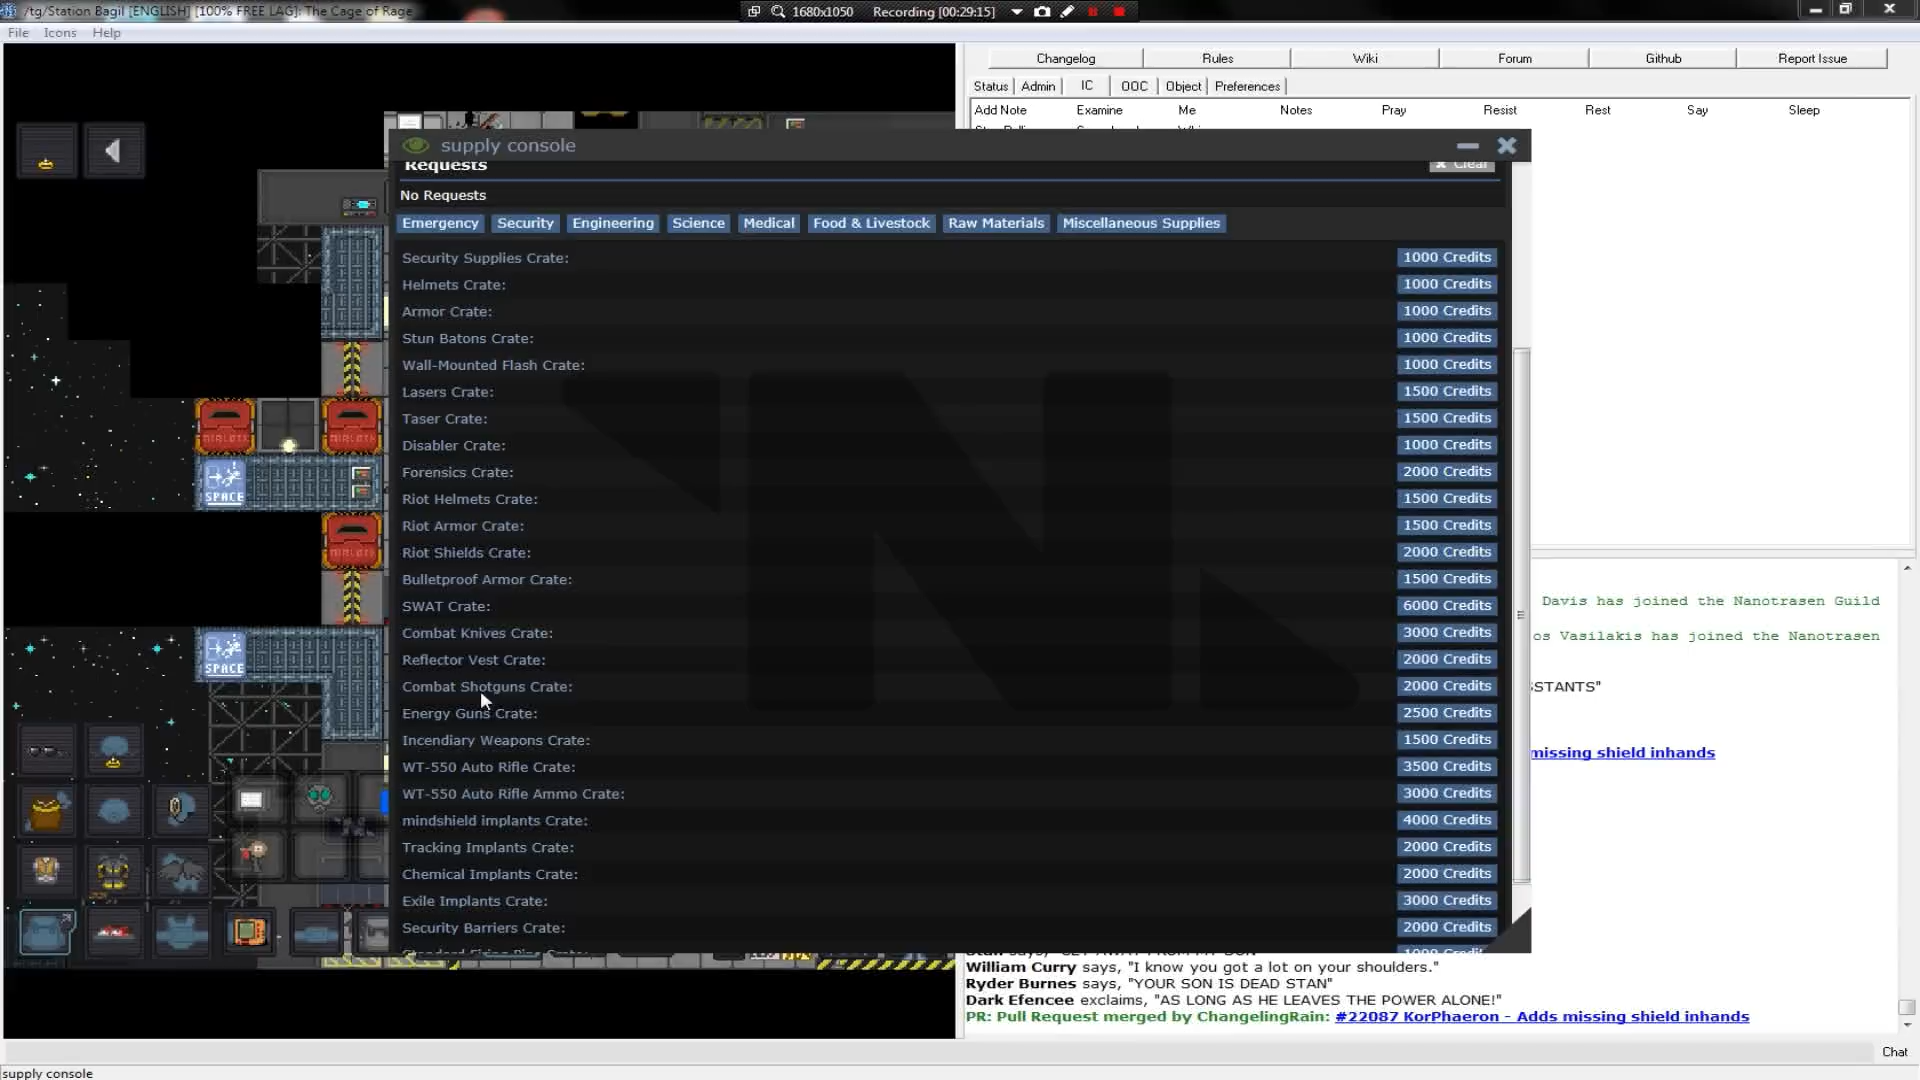 /tg/Station Bagil [ENGLISH] [100% FREE LAG]: The Cage of Rage
1680x1050 Recording [00:29:15]
File Icons Help
Changelog Rules Wiki Forum Github Report Issue
Status Admin IC OOC Object Preferences
Add Note Examine Me Notes Pray Resist Rest Say Sleep
supply console
Requests
Clear
No Requests
Emergency Security Engineering Science Medical Food & Livestock Raw Materials Miscellaneous Supplies
Security Supplies Crate: 1000 Credits
Helmets Crate: 1000 Credits
Armor Crate: 1000 Credits
Stun Batons Crate: 1000 Credits
Wall-Mounted Flash Crate: 1000 Credits
Lasers Crate: 1500 Credits
Taser Crate: 1500 Credits
Disabler Crate: 1000 Credits
Forensics Crate: 2000 Credits
Riot Helmets Crate: 1500 Credits
Riot Armor Crate: 1500 Credits
Riot Shields Crate: 2000 Credits
Bulletproof Armor Crate: 1500 Credits
SWAT Crate: 6000 Credits
Combat Knives Crate: 3000 Credits
Reflector Vest Crate: 2000 Credits
Combat Shotguns Crate: 2000 Credits
Energy Guns Crate: 2500 Credits
Incendiary Weapons Crate: 1500 Credits
WT-550 Auto Rifle Crate: 3500 Credits
WT-550 Auto Rifle Ammo Crate: 3000 Credits
mindshield implants Crate: 4000 Credits
Tracking Implants Crate: 2000 Credits
Chemical Implants Crate: 2000 Credits
Exile Implants Crate: 3000 Credits
Security Barriers Crate: 2000 Credits
SPACE
SPACE
Davis has joined the Nanotrasen Guild
os Vasilakis has joined the Nanotrasen
STANTS"
missing shield inhands
William Curry says, "I know you got a lot on your shoulders."
Ryder Burnes says, "YOUR SON IS DEAD STAN"
Dark Efencee exclaims, "AS LONG AS HE LEAVES THE POWER ALONE!"
PR: Pull Request merged by ChangelingRain: #22087 KorPhaeron - Adds missing shield inhands
Chat
supply console